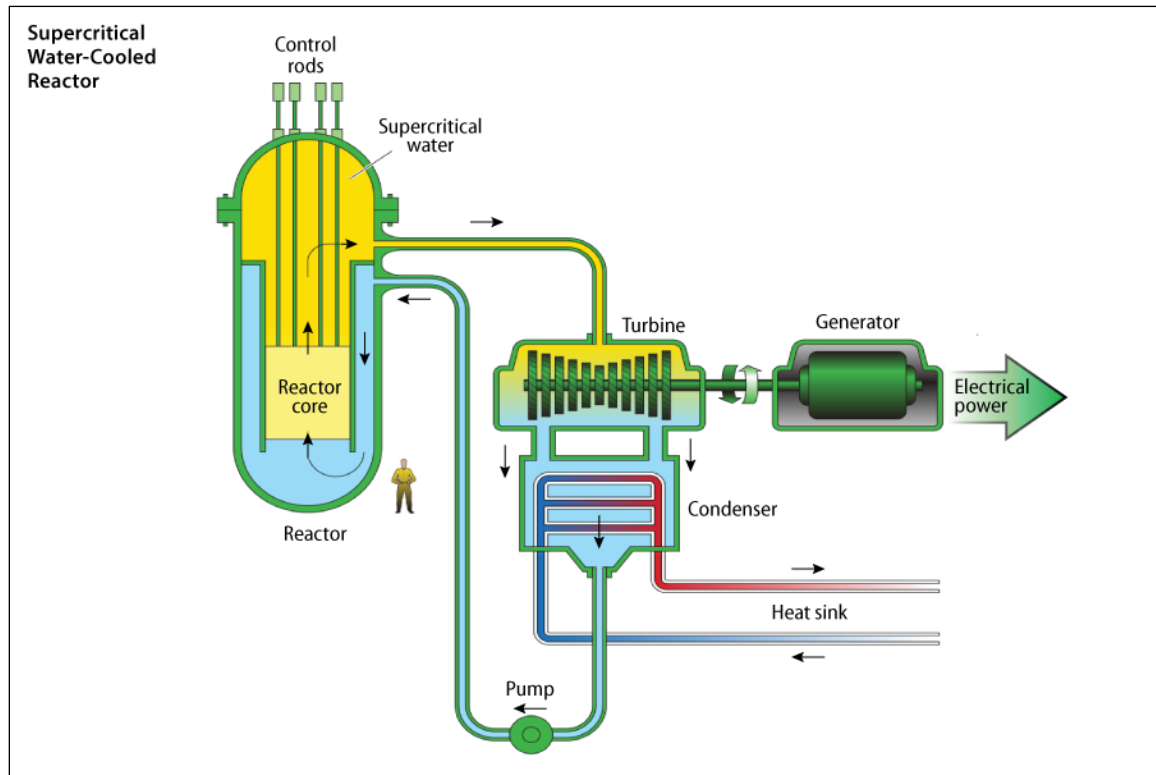 Supercritical
Water-Cooled
Reactor
Control
rods
Supercritical
water
Turbine
Generator
Electrical
power
Reactor
core
Condenser
Reactor
Heat sink
Pump